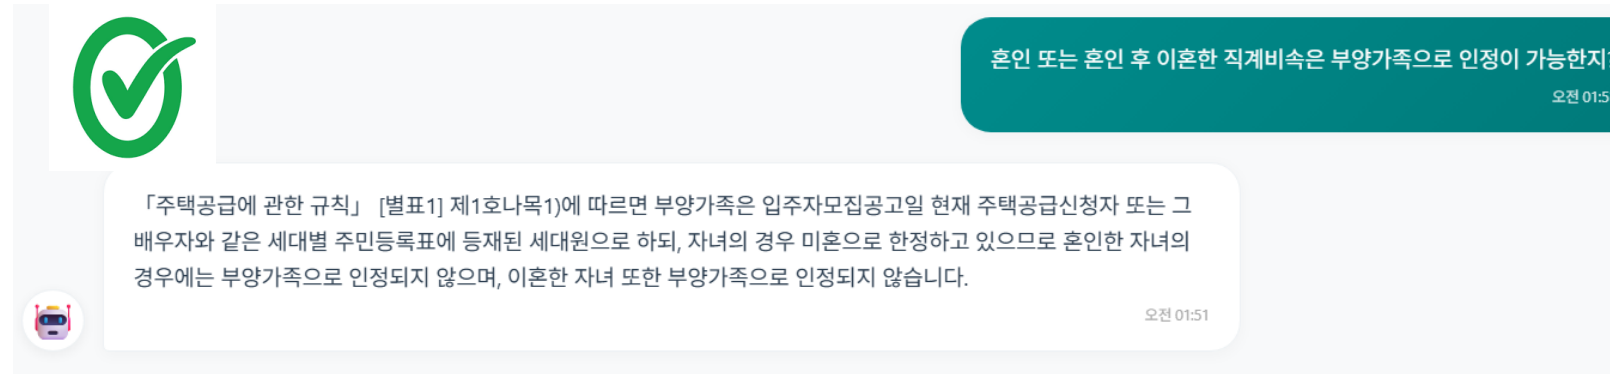 혼인 또는 혼인 후 이혼한 직계비속은 부양가족으로 인정이 가능한지?
오전 01:5
「주택공급에 관한 규칙」 [별표1] 제1호나목1)에 따르면 부양가족은 입주자모집공고일 현재 주택공급신청자 또는 그
배우자와 같은 세대별 주민등록표에 등재된 세대원으로 하되, 자녀의 경우 미혼으로 한정하고 있으므로 혼인한 자녀의
경우에는 부양가족으로 인정되지 않으며, 이혼한 자녀 또한 부양가족으로 인정되지 않습니다.
오전 01:51